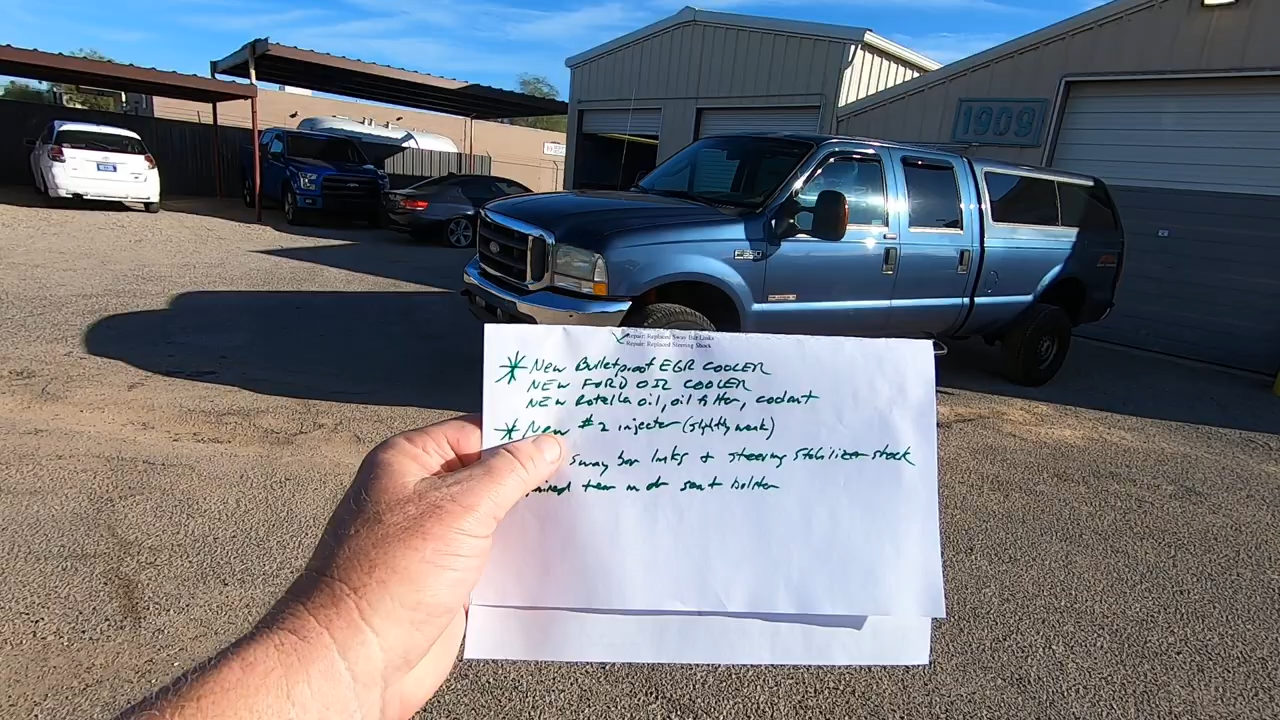 1909
Repair: Replaced Sway Bar Links
Repair: Replaced Steering Shock
* New Bulletproof EGR COOLER
NEW FORD OIL COOLER
NEW Rotella oil, oil filter, coolant
* New #2 injector (slightly weak)
sway bar links + steering stabilizer shock
tear in dr seat bolster